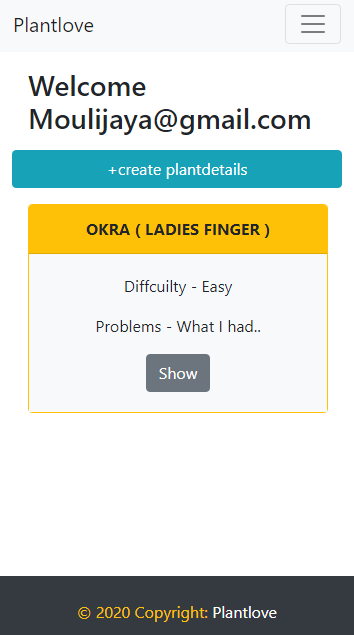 Plantlove
Welcome
Moulijaya@gmail.com
+create plantdetails
OKRA ( LADIES FINGER )
Diffcuilty - Easy
Problems - What I had..
Show
© 2020 Copyright: Plantlove